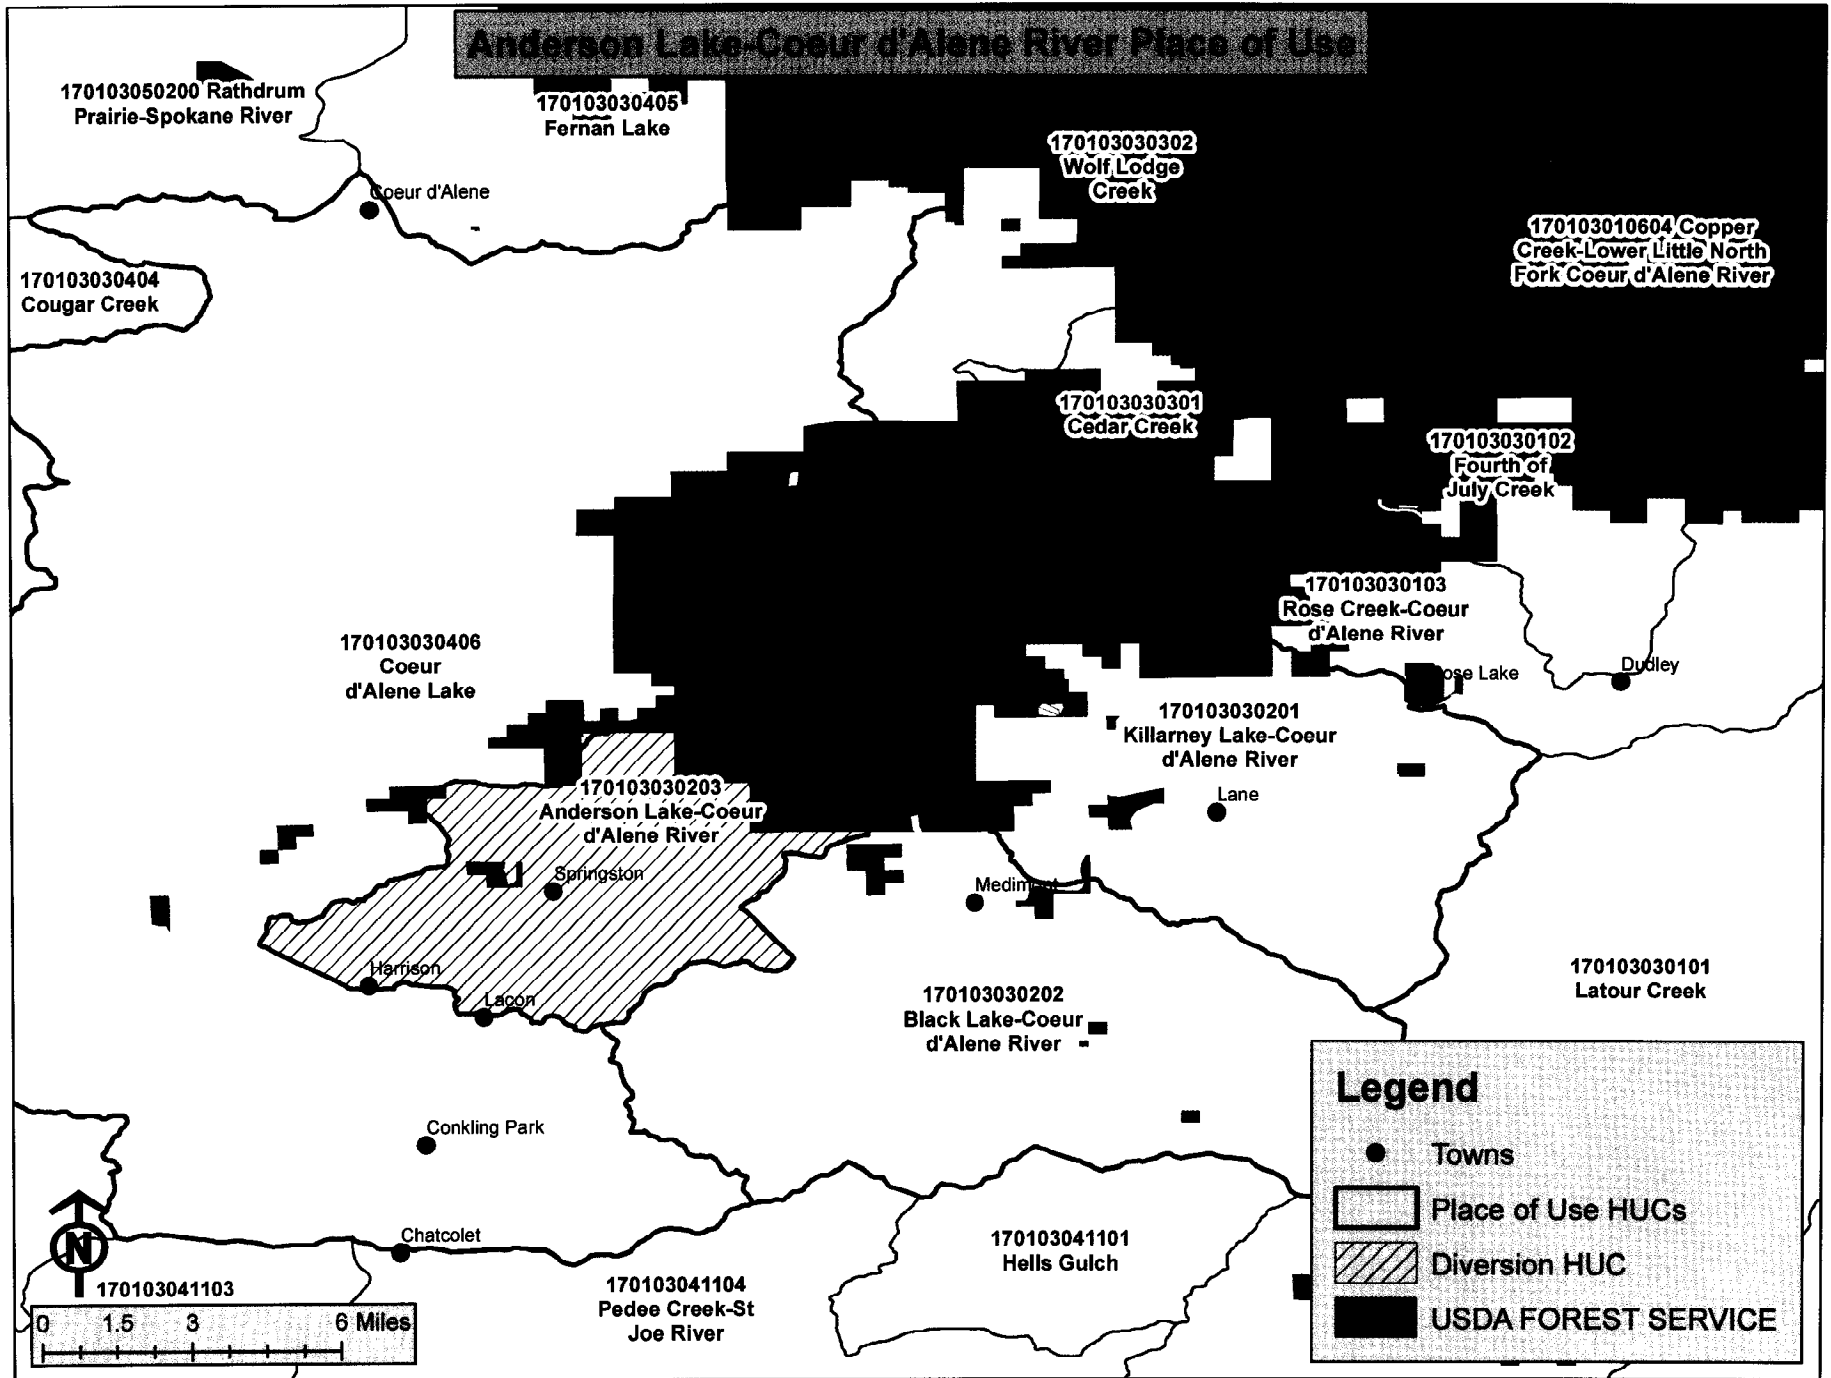 Anderson Lake-Coeur d'Alene River Place of Use
170103050200 Rathdrum
Prairie-Spokane River
170103030405
Fernan Lake
170103030302
Wolf Lodge
Creek
Coeur d'Alene
170103010604 Copper
Creek-Lower Little North
Fork Coeur d'Alene River
170103030404
Cougar Creek
170103030301
Cedar Creek
170103030102
Fourth of
July Creek
170103030103
Rose Creek-Coeur
d'Alene River
170103030406
Coeur
d'Alene Lake
Rose Lake
Dudley
170103030201
Killarney Lake-Coeur
d'Alene River
170103030203
Anderson Lake-Coeur
d'Alene River
Lane
Springston
Medimont
Harrison
Lacon
170103030202
Black Lake-Coeur
d'Alene River
170103030101
Latour Creek
Conkling Park
Chatcolet
170103041101
Hells Gulch
170103041103
170103041104
Pedee Creek-St
Joe River
N
0 1.5 3 6 Miles
Legend
Towns
Place of Use HUCs
Diversion HUC
USDA FOREST SERVICE